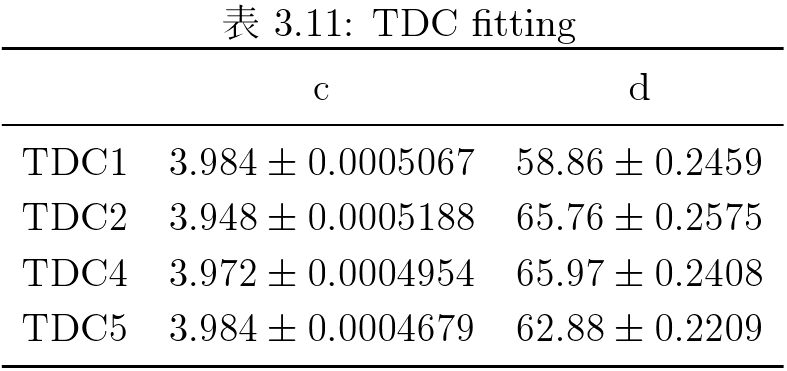 表 3.11: TDC fitting
c d
TDC1 3.984 ± 0.0005067 58.86 ± 0.2459
TDC2 3.948 ± 0.0005188 65.76 ± 0.2575
TDC4 3.972 ± 0.0004954 65.97 ± 0.2408
TDC5 3.984 ± 0.0004679 62.88 ± 0.2209